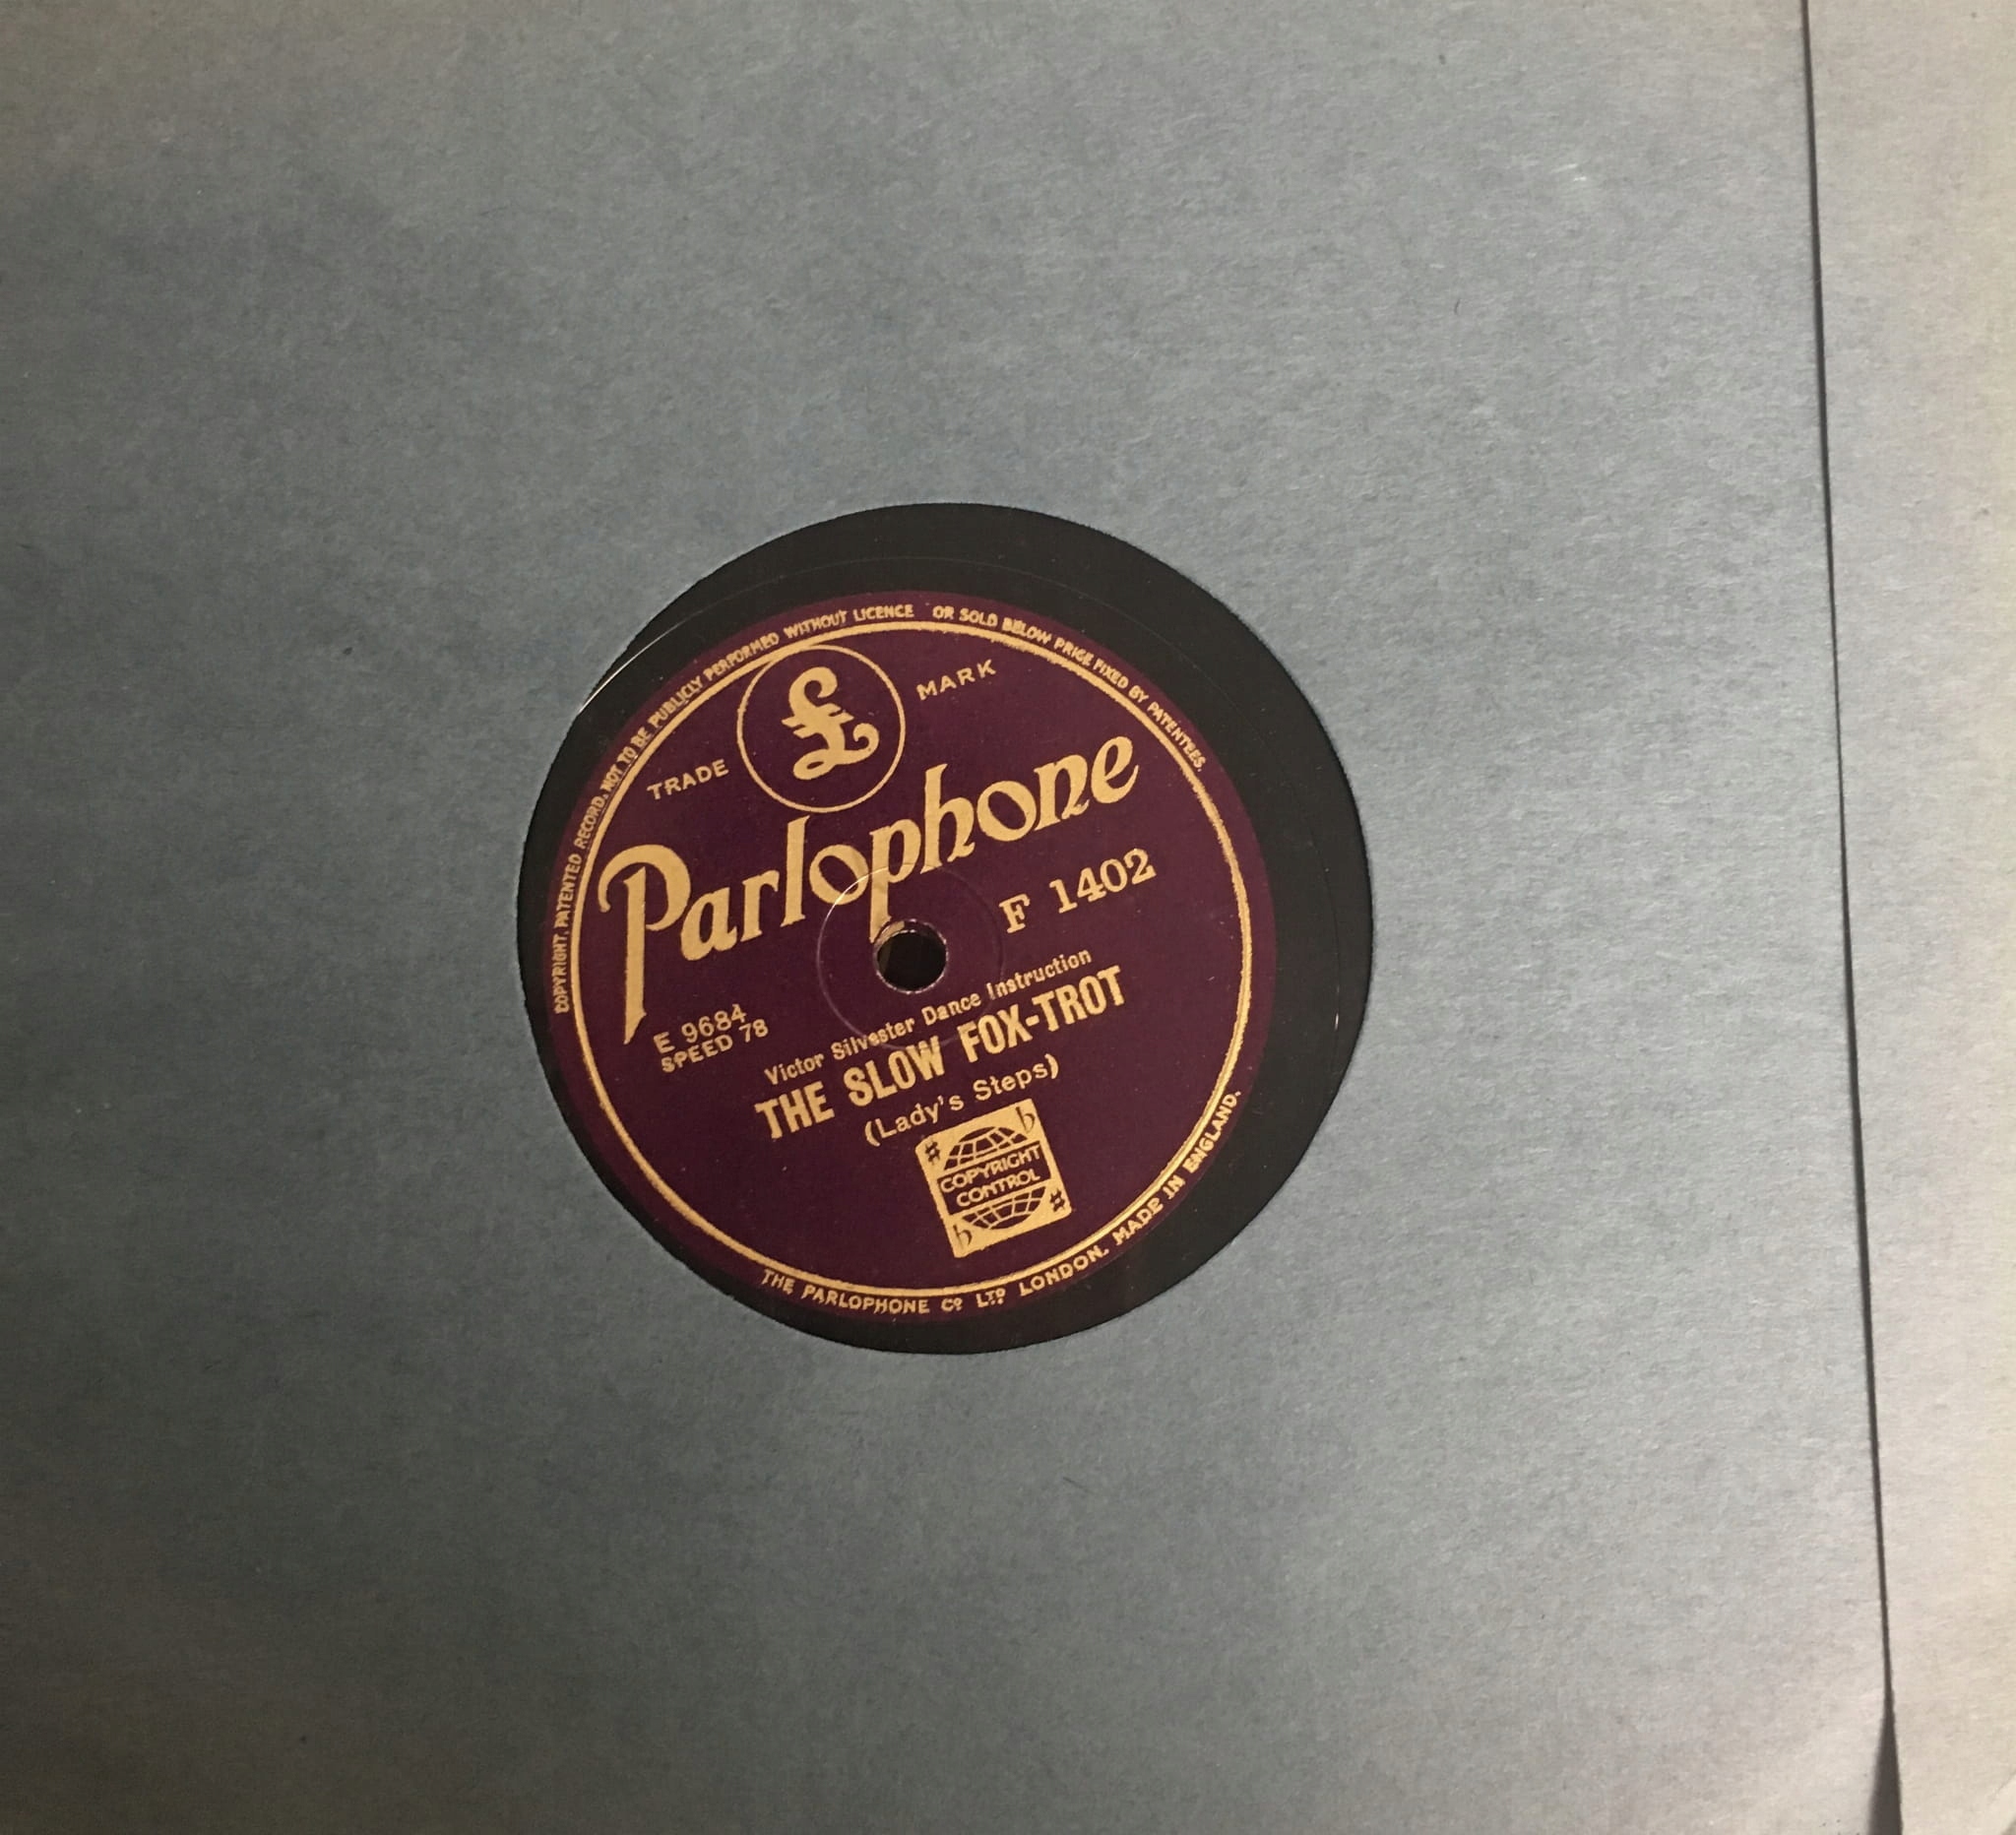 COPYRIGHT. PATENTED RECORD. NOT TO BE PUBLICLY PERFORMED WITHOUT LICENCE OR SOLD BELOW PRICE FIXED BY PATENTEES.
TRADE £ MARK
Parlophone
F 1402
E 9684
SPEED 78
Victor Silvester Dance Instruction
THE SLOW FOX-TROT
(Lady's Steps)
♯ ♭
COPYRIGHT
CONTROL
♭ ♯
THE PARLOPHONE Cº LTD LONDON. MADE IN ENGLAND.